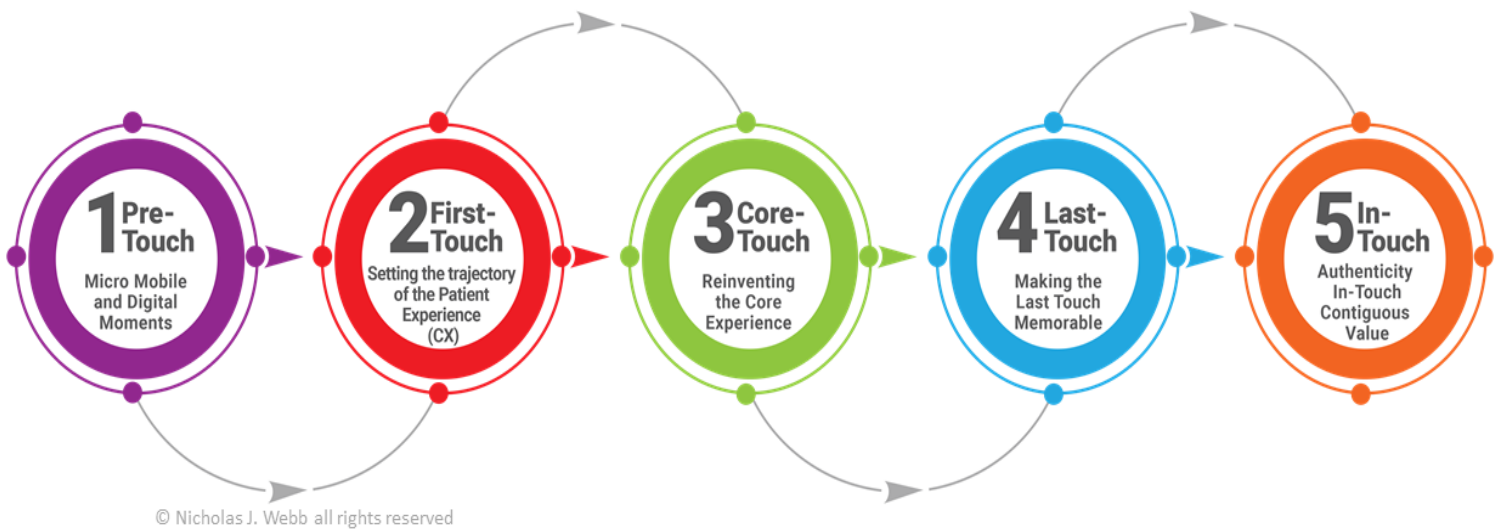 1 Pre-
Touch
Micro Mobile
and Digital
Moments
2 First-
Touch
Setting the trajectory
of the Patient
Experience
(CX)
3 Core-
Touch
Reinventing
the Core
Experience
4 Last-
Touch
Making the
Last Touch
Memorable
5 In-
Touch
Authenticity
In-Touch
Contiguous
Value
© Nicholas J. Webb all rights reserved